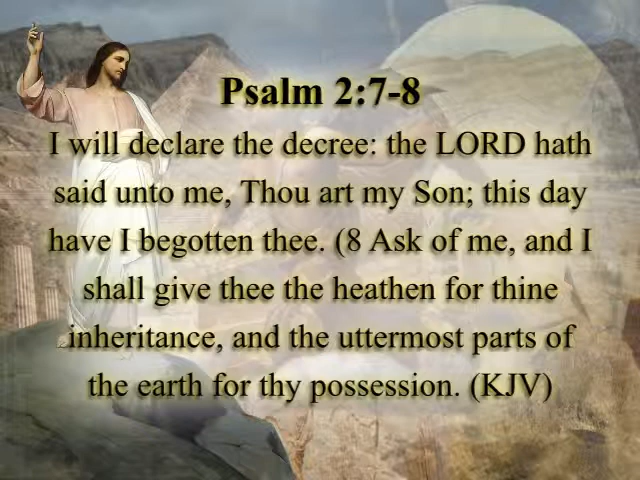 Psalm 2:7-8
I will declare the decree: the LORD hath
said unto me, Thou art my Son; this day
have I begotten thee. (8 Ask of me, and I
shall give thee the heathen for thine
inheritance, and the uttermost parts of
the earth for thy possession. (KJV)